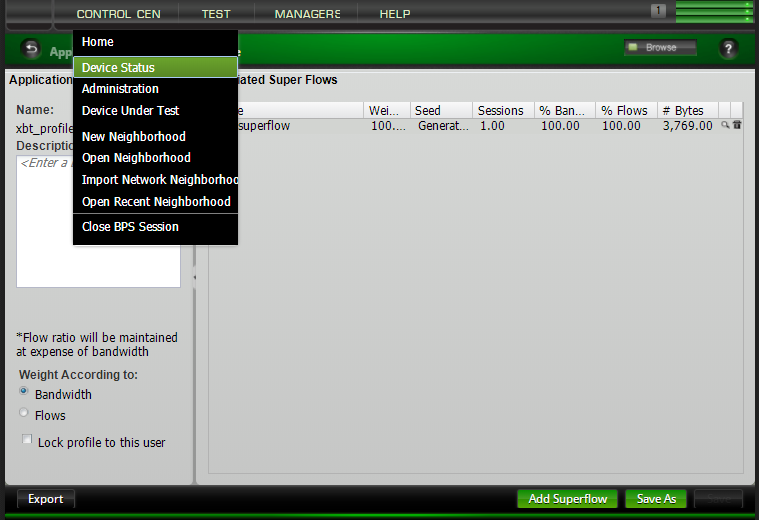 CONTROL CEN TEST MANAGERS HELP 1
Home
App e Browse ?
Device Status
Application iated Super Flows
Administration
Name: Device Under Test e Wei... Seed Sessions % Ban... % Flows # Bytes
xbt_profile superflow 100.... Generat... 1.00 100.00 100.00 3,769.00
New Neighborhood
Descriptio
<Enter a Open Neighborhood
Import Network Neighborhoo
Open Recent Neighborhood
Close BPS Session
*Flow ratio will be maintained
at expense of bandwidth
Weight According to:
Bandwidth
Flows
Lock profile to this user
Export Add Superflow Save As